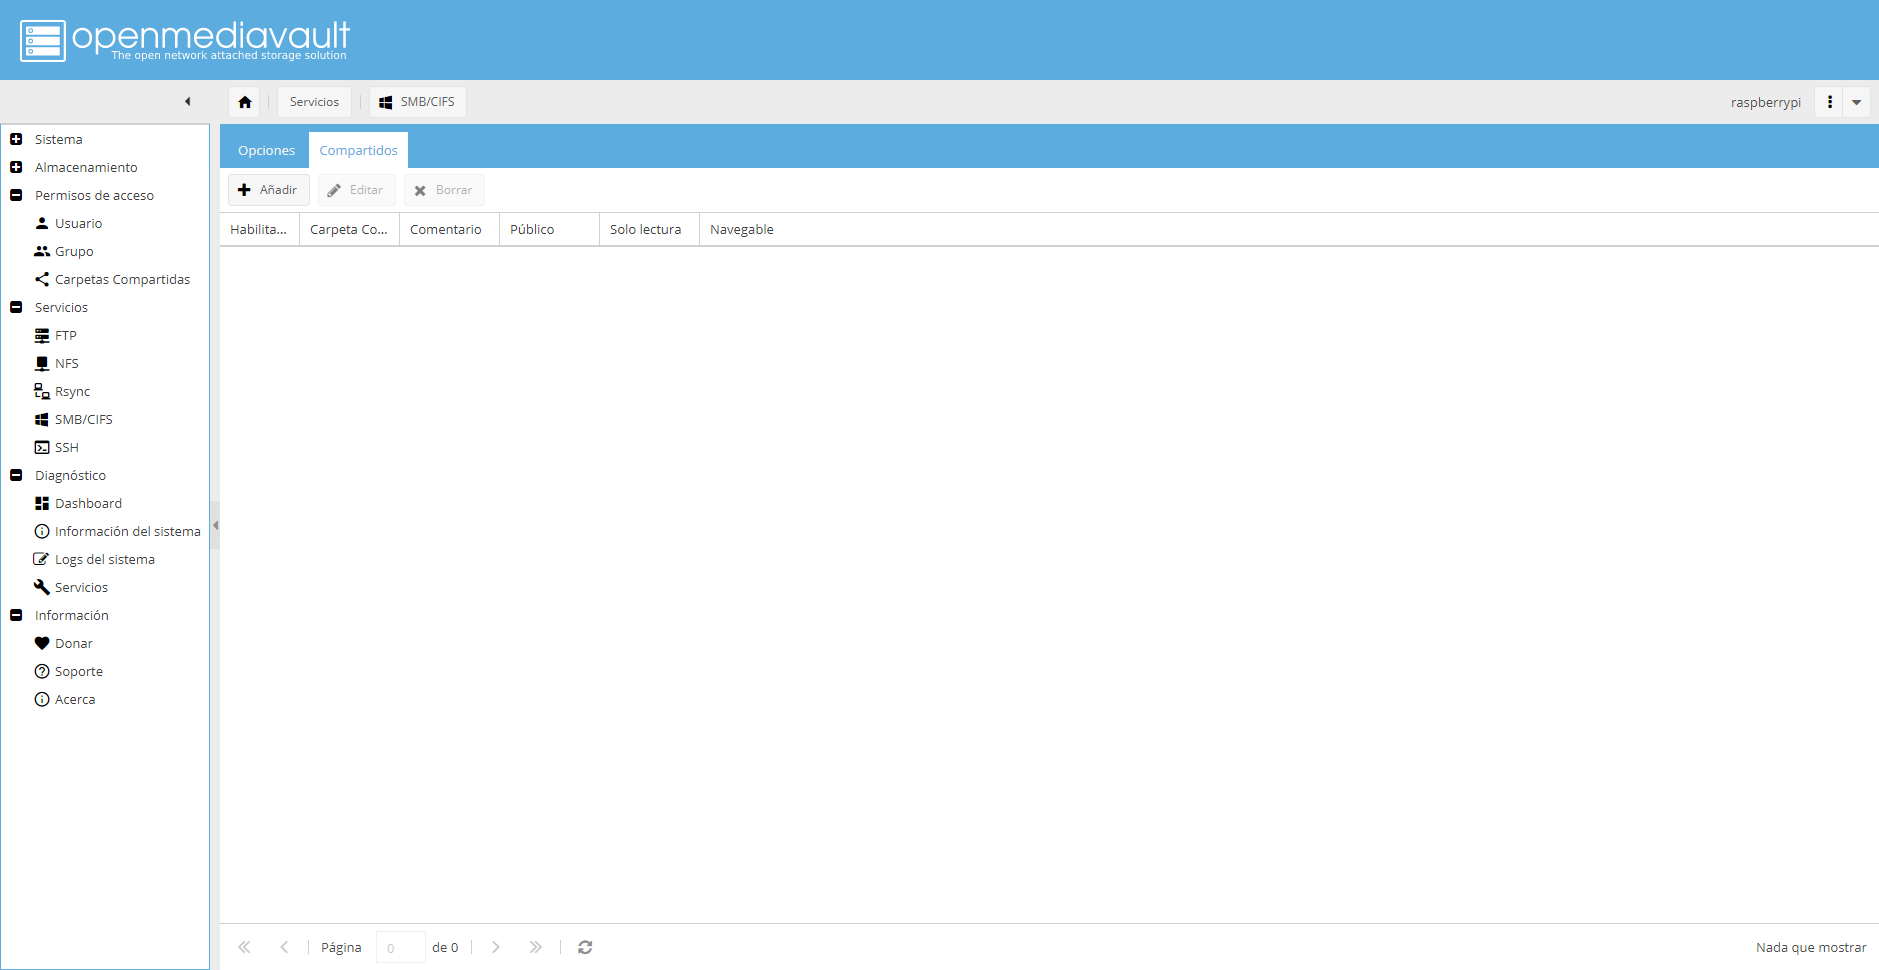 openmediavault
The open network attached storage solution
Servicios
SMB/CIFS
raspberrypi
Sistema
Almacenamiento
Permisos de acceso
Usuario
Grupo
Carpetas Compartidas
Servicios
FTP
NFS
Rsync
SMB/CIFS
SSH
Diagnóstico
Dashboard
Información del sistema
Logs del sistema
Servicios
Información
Donar
Soporte
Acerca
Opciones Compartidos
Añadir Editar Borrar
Habilita... Carpeta Co... Comentario Público Solo lectura Navegable
Página 0 de 0
Nada que mostrar